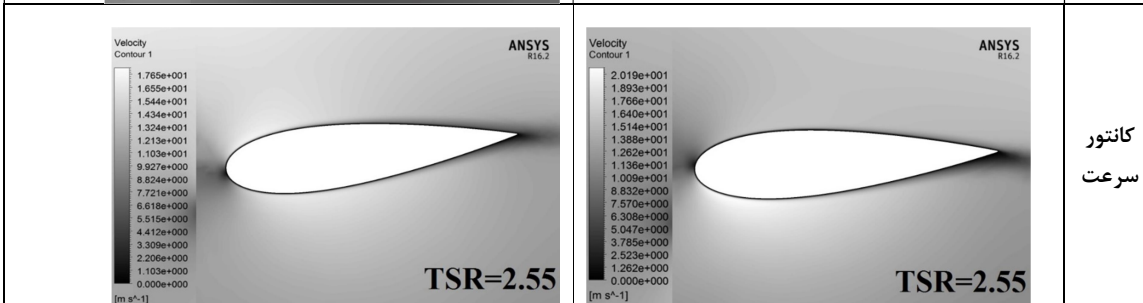 Velocity
Contour 1
ANSYS
R16.2
1.765e+001
1.655e+001
1.544e+001
1.434e+001
1.324e+001
1.213e+001
1.103e+001
9.927e+000
8.824e+000
7.721e+000
6.618e+000
5.515e+000
4.412e+000
3.309e+000
2.206e+000
1.103e+000
0.000e+000
[m s^-1]
TSR=2.55
Velocity
Contour 1
ANSYS
R16.2
2.019e+001
1.893e+001
1.766e+001
1.640e+001
1.514e+001
1.388e+001
1.262e+001
1.136e+001
1.009e+001
8.832e+000
7.570e+000
6.308e+000
5.047e+000
3.785e+000
2.523e+000
1.262e+000
0.000e+000
[m s^-1]
TSR=2.55
کانتور
سرعت